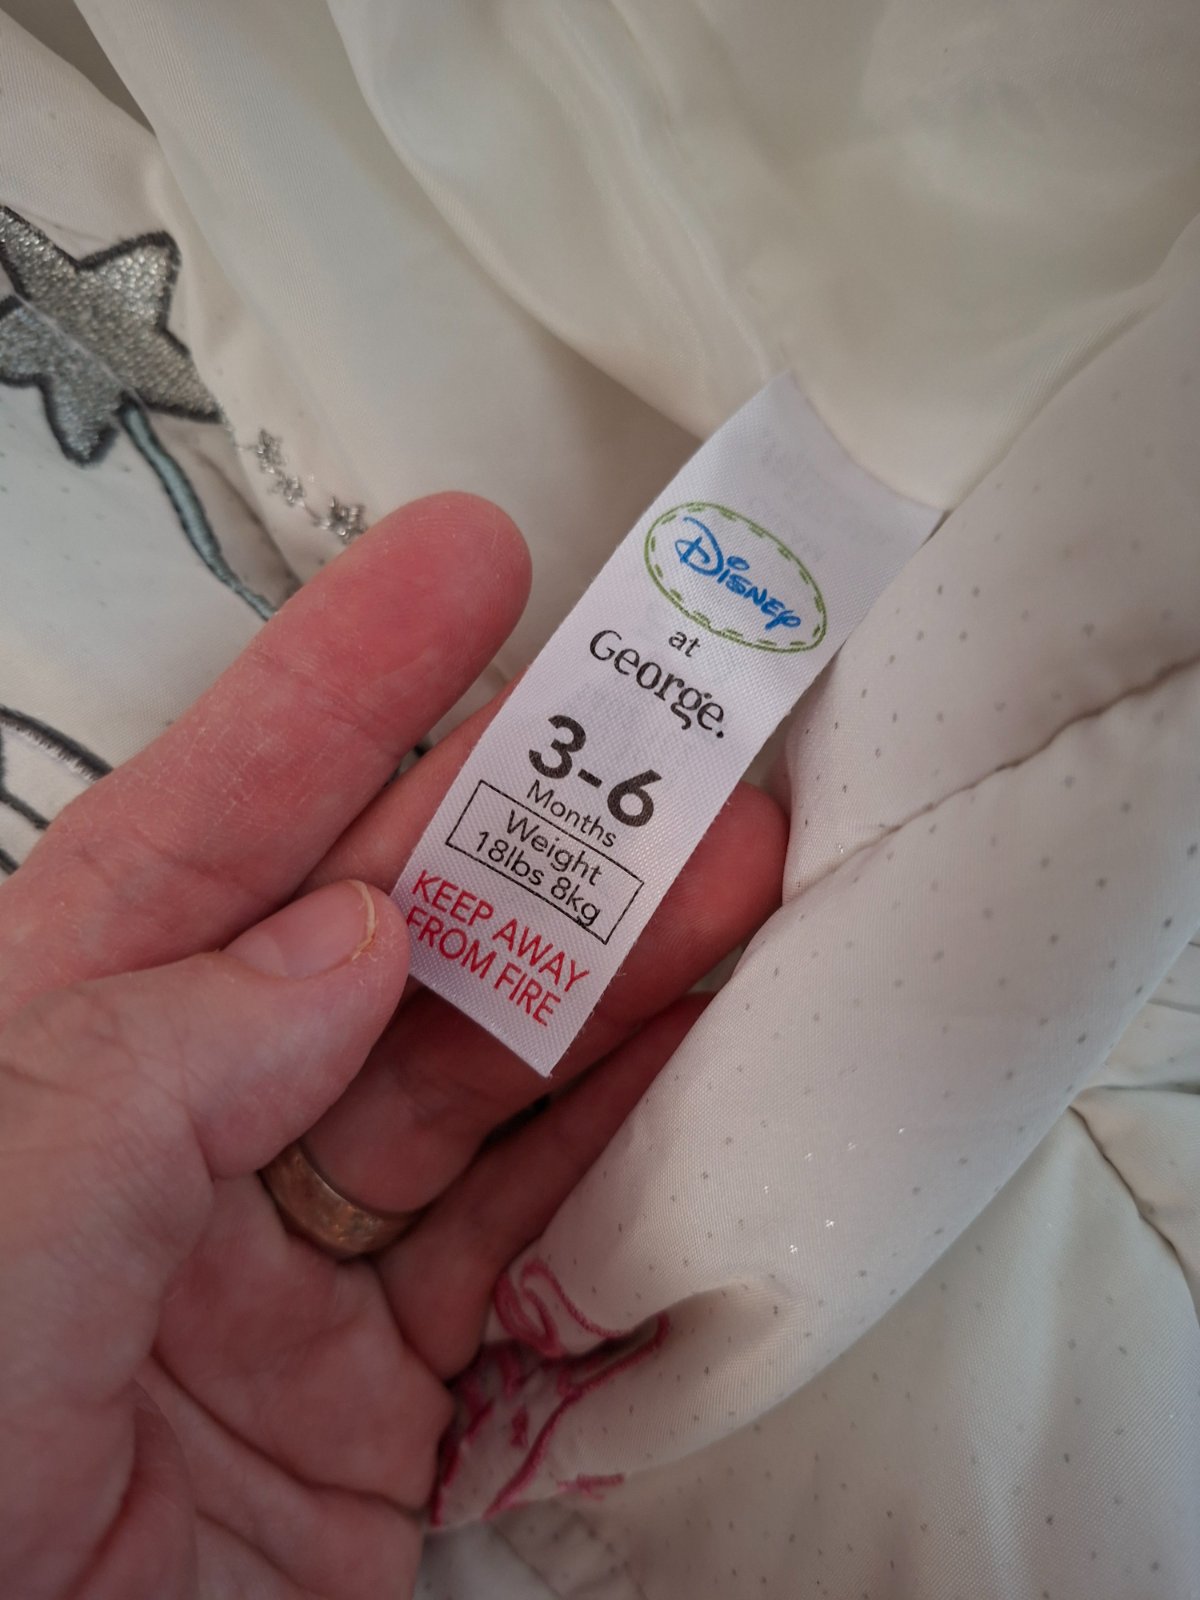 Disney
at
George.
3-6
Months
Weight
18lbs 8kg
KEEP AWAY
FROM FIRE